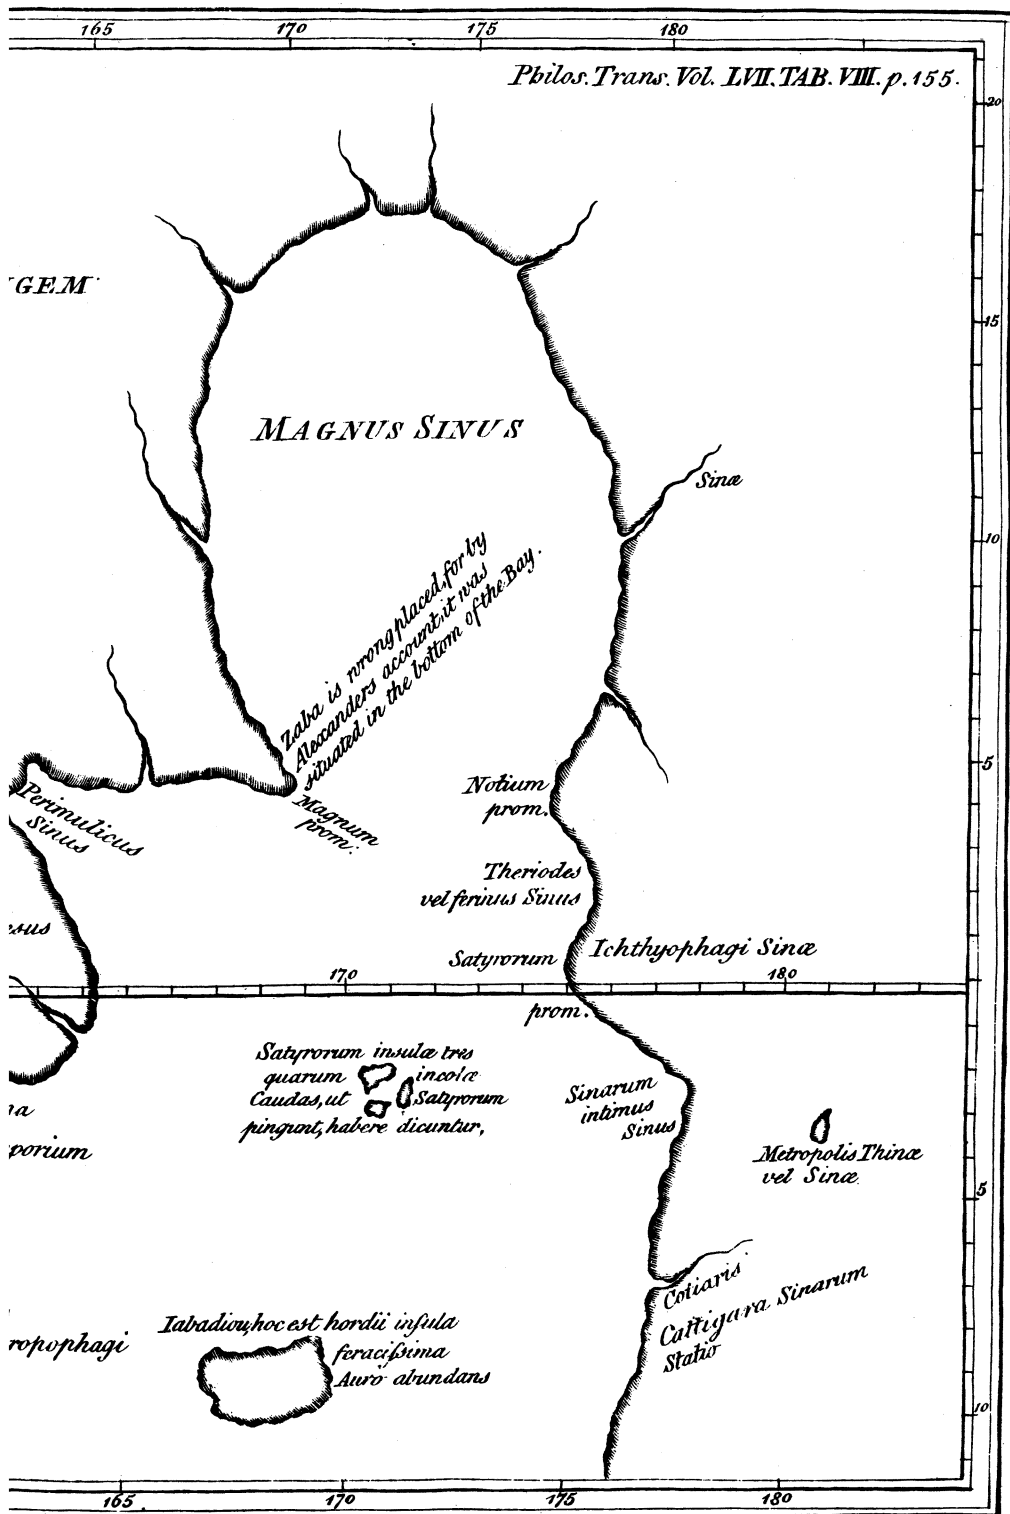 165 170 175 180
Philos. Trans. Vol. LVII. TAB. VIII. p. 155.
20
GEM
15
MAGNUS SINUS
Sinæ
10
Zaba is wrong placed, for by
Alexanders account, it was
situated in the bottom of the Bay.
5
Notium
prom.
Perimulicus
Sinus
Magnum
prom:
Theriodes
vel ferinus Sinus
esus
Satyrorum
Ichthyophagi Sinæ
170 180
prom.
Satyrorum insulæ tres
quarum incolæ
Caudas, ut Satyrorum
pingunt, habere dicuntur,
Sinarum
intimus
Sinus
na
porium
Metropolis Thinæ
vel Sinæ
5
Cotiaris
Cattigara Sinarum
Statio
ropophagi
Iabadiou, hoc est hordii insula
feracissima
Auro abundans
10
165 170 175 180